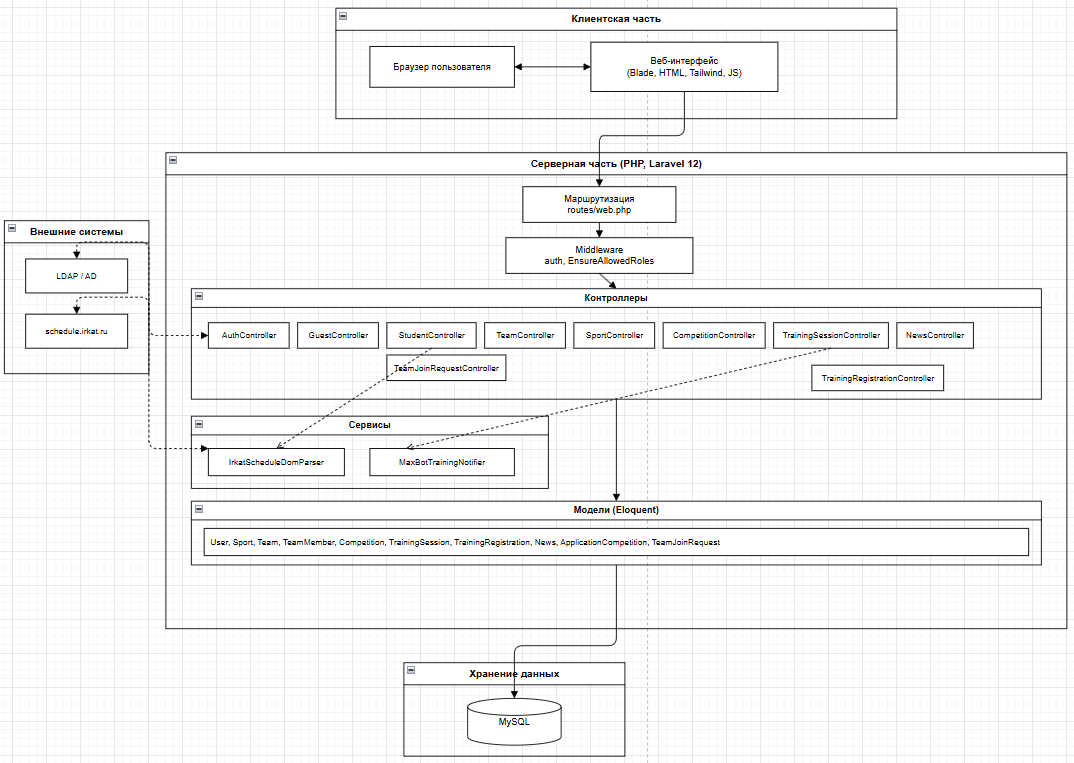 Клиентская часть
Браузер пользователя
Веб-интерфейс
(Blade, HTML, Tailwind, JS)
Серверная часть (PHP, Laravel 12)
Маршрутизация
routes/web.php
Middleware
auth, EnsureAllowedRoles
Внешние системы
LDAP / AD
schedule.irkat.ru
Контроллеры
AuthController
GuestController
StudentController
TeamController
SportController
CompetitionController
TrainingSessionController
NewsController
TeamJoinRequestController
TrainingRegistrationController
Сервисы
IrkatScheduleDomParser
MaxBotTrainingNotifier
Модели (Eloquent)
User, Sport, Team, TeamMember, Competition, TrainingSession, TrainingRegistration, News, ApplicationCompetition, TeamJoinRequest
Хранение данных
MySQL